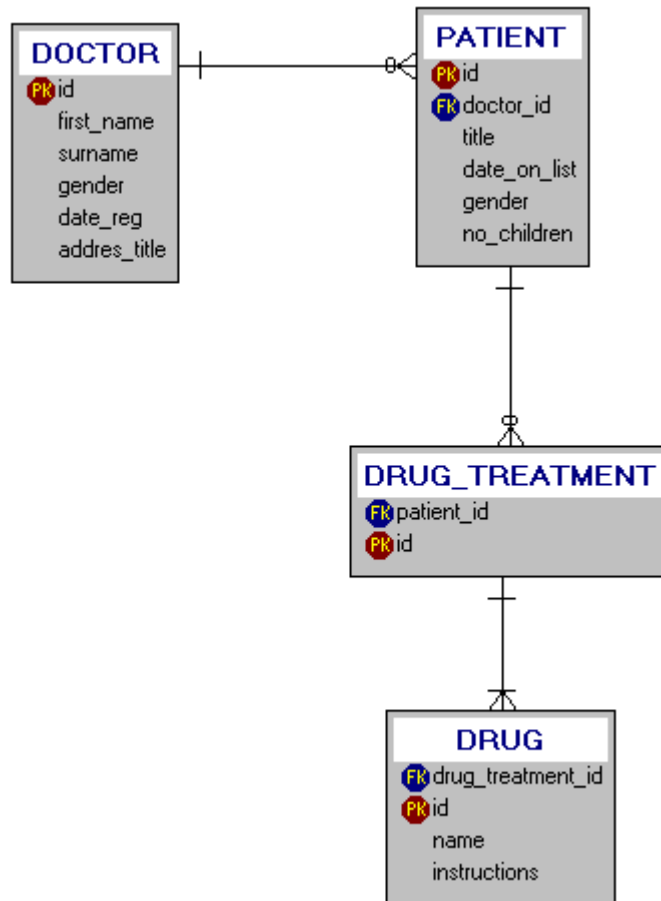 DOCTOR
PK id
first_name
surname
gender
date_reg
addres_title
PATIENT
PK id
FK doctor_id
title
date_on_list
gender
no_children
DRUG_TREATMENT
FK patient_id
PK id
DRUG
FK drug_treatment_id
PK id
name
instructions